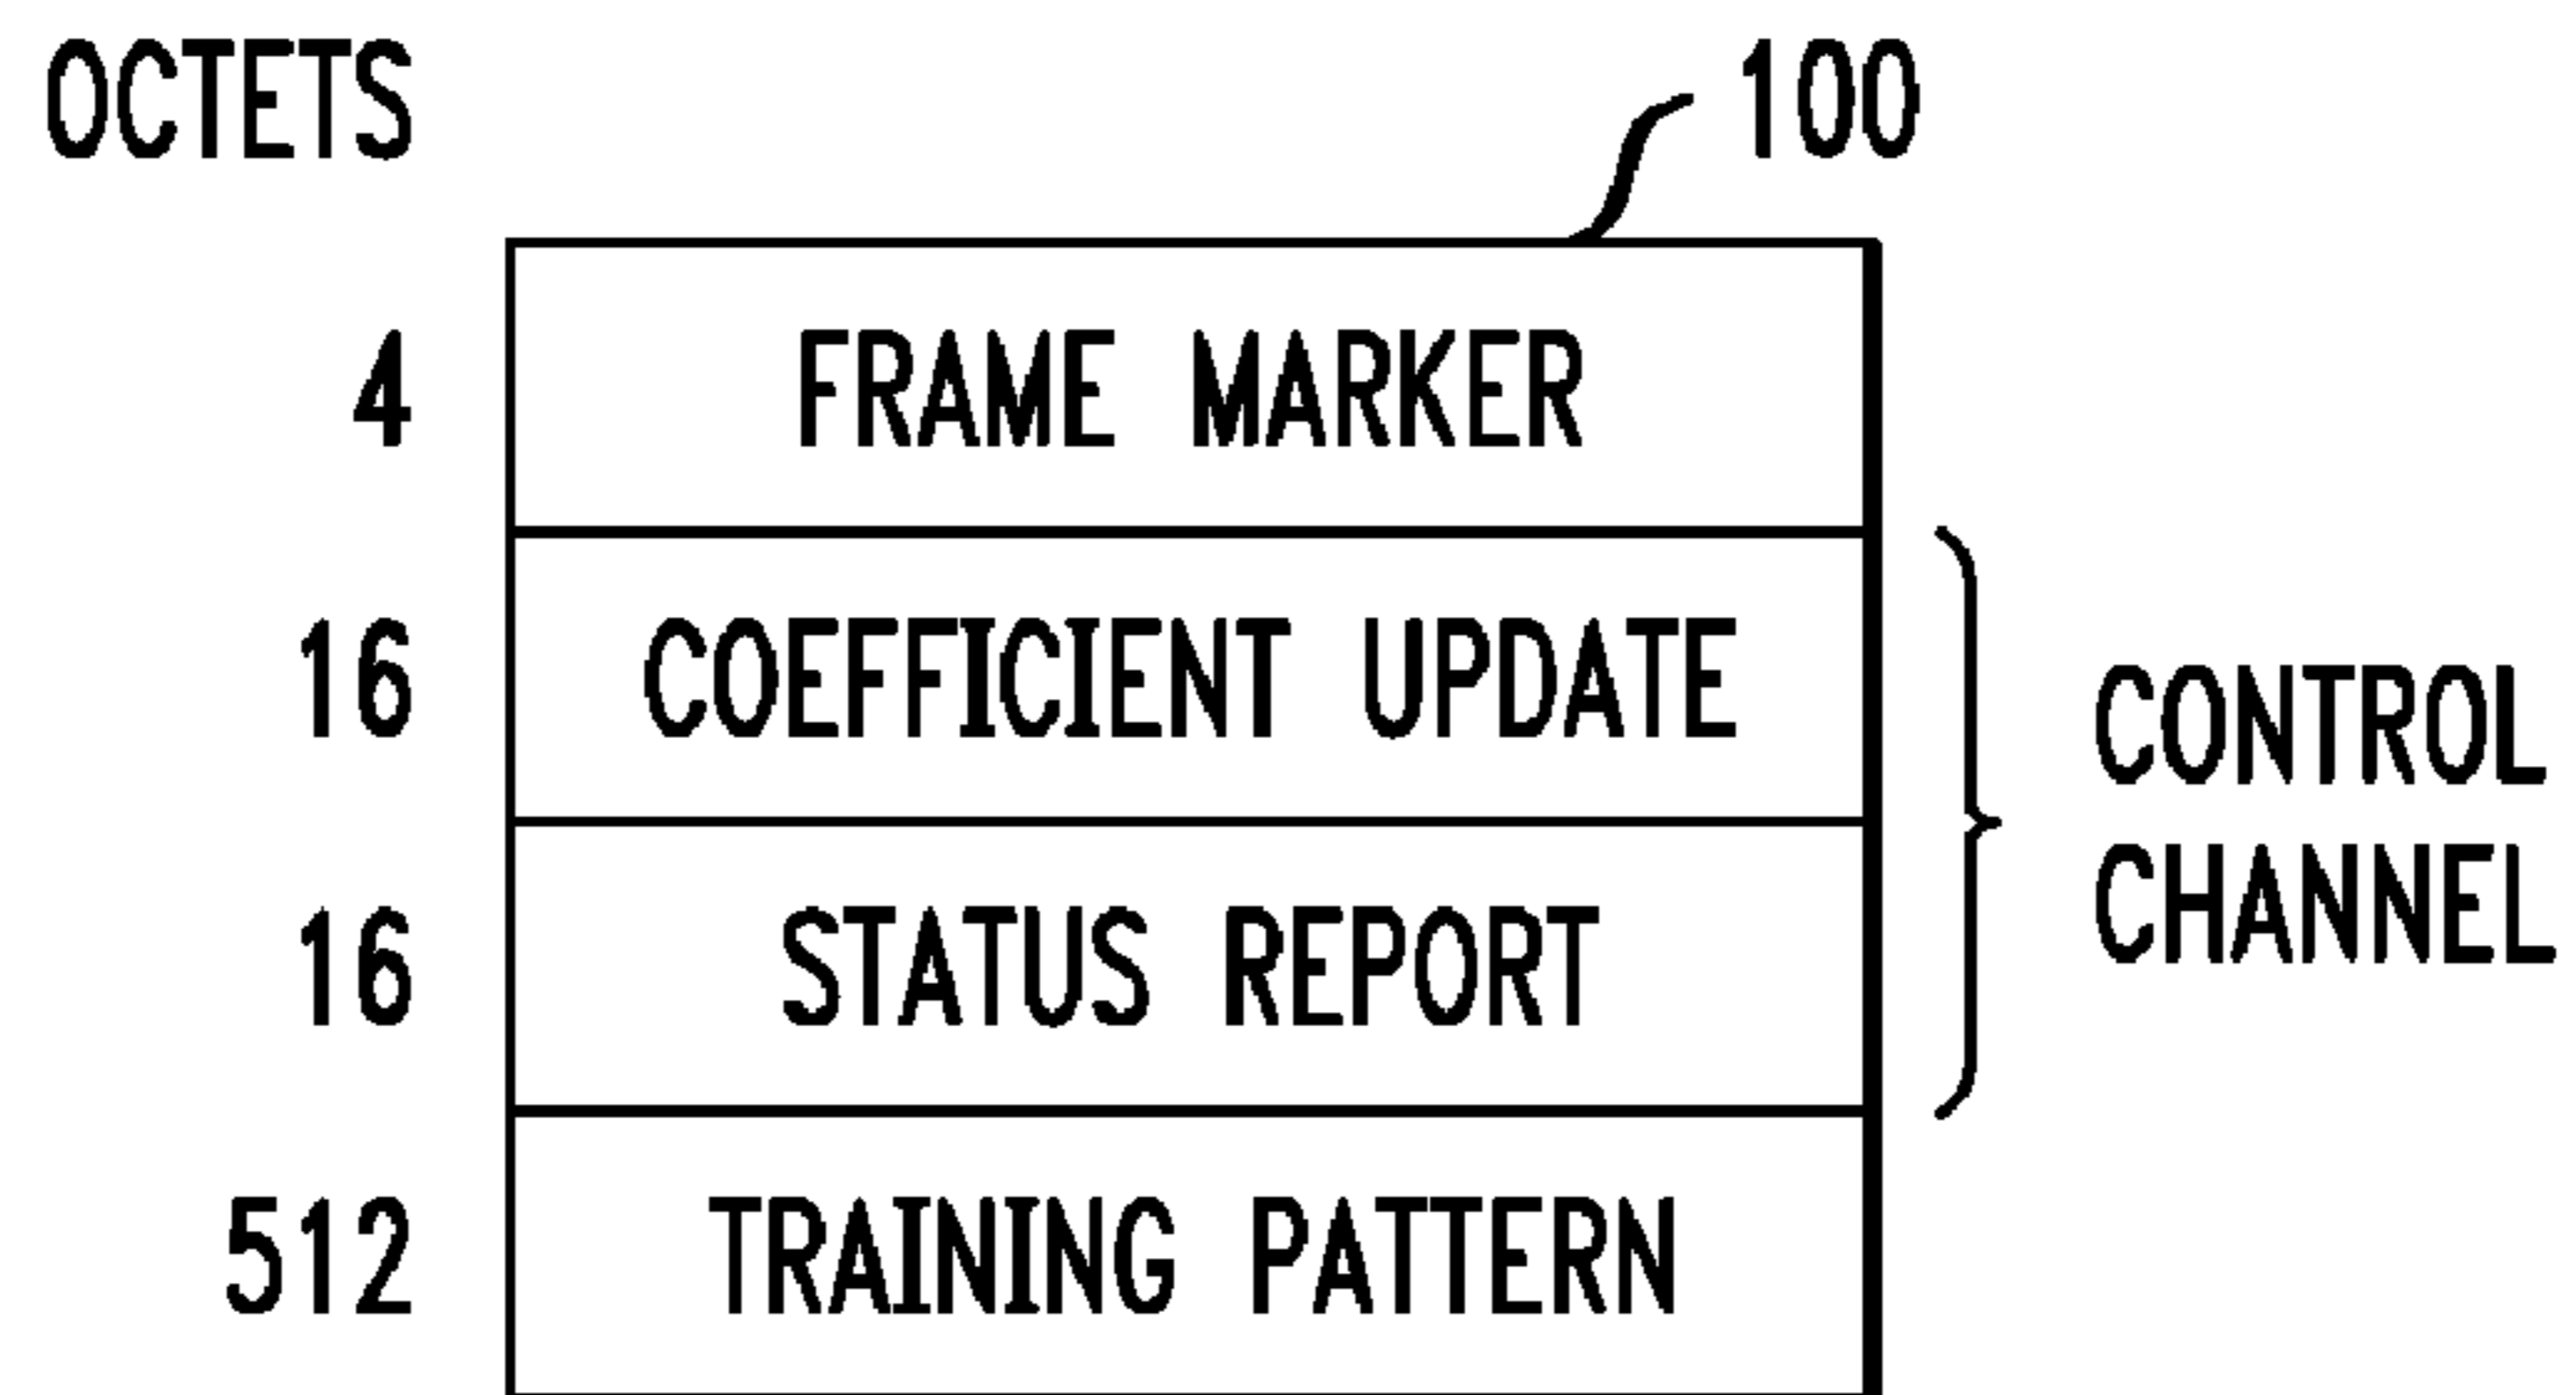 OCTETS
100
4 FRAME MARKER
16 COEFFICIENT UPDATE
16 STATUS REPORT
512 TRAINING PATTERN
CONTROL
CHANNEL